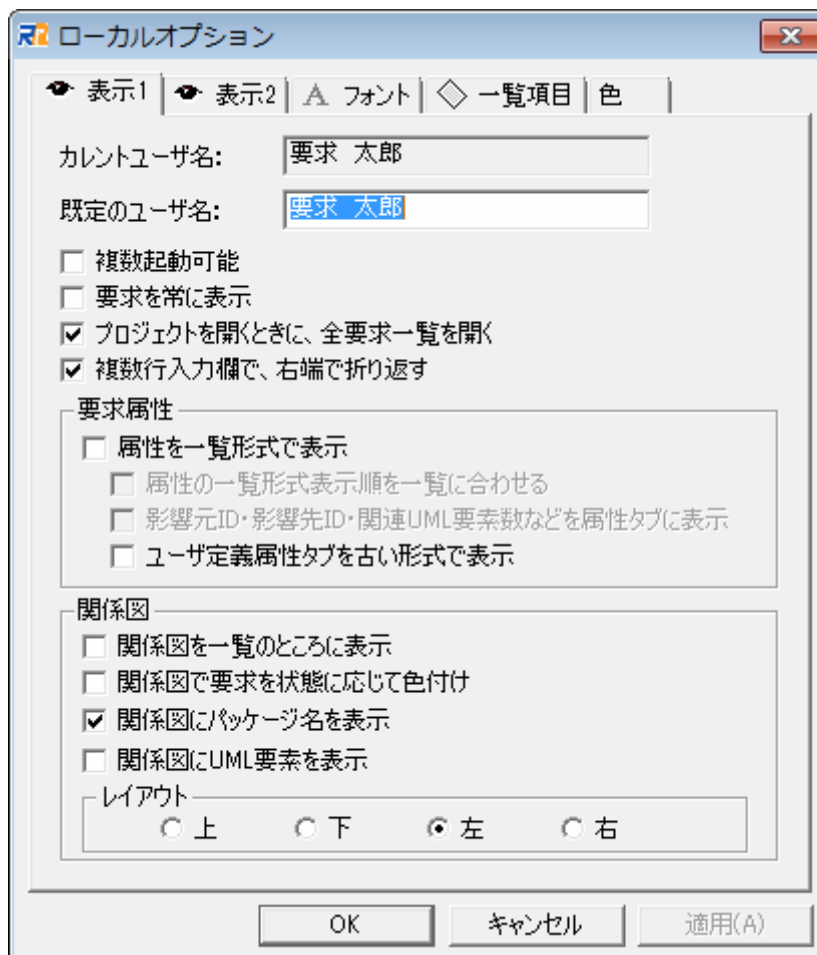 ローカルオプション
表示1 表示2 A フォント 一覧項目 色
カレントユーザ名: 要求 太郎
既定のユーザ名: 要求 太郎
複数起動可能
要求を常に表示
プロジェクトを開くときに、全要求一覧を開く
複数行入力欄で、右端で折り返す
要求属性
属性を一覧形式で表示
属性の一覧形式表示順を一覧に合わせる
影響元ID・影響先ID・関連UML要素数などを属性タブに表示
ユーザ定義属性タブを古い形式で表示
関係図
関係図を一覧のところに表示
関係図で要求を状態に応じて色付け
関係図にパッケージ名を表示
関係図にUML要素を表示
レイアウト
上 下 左 右
OK キャンセル 適用(A)